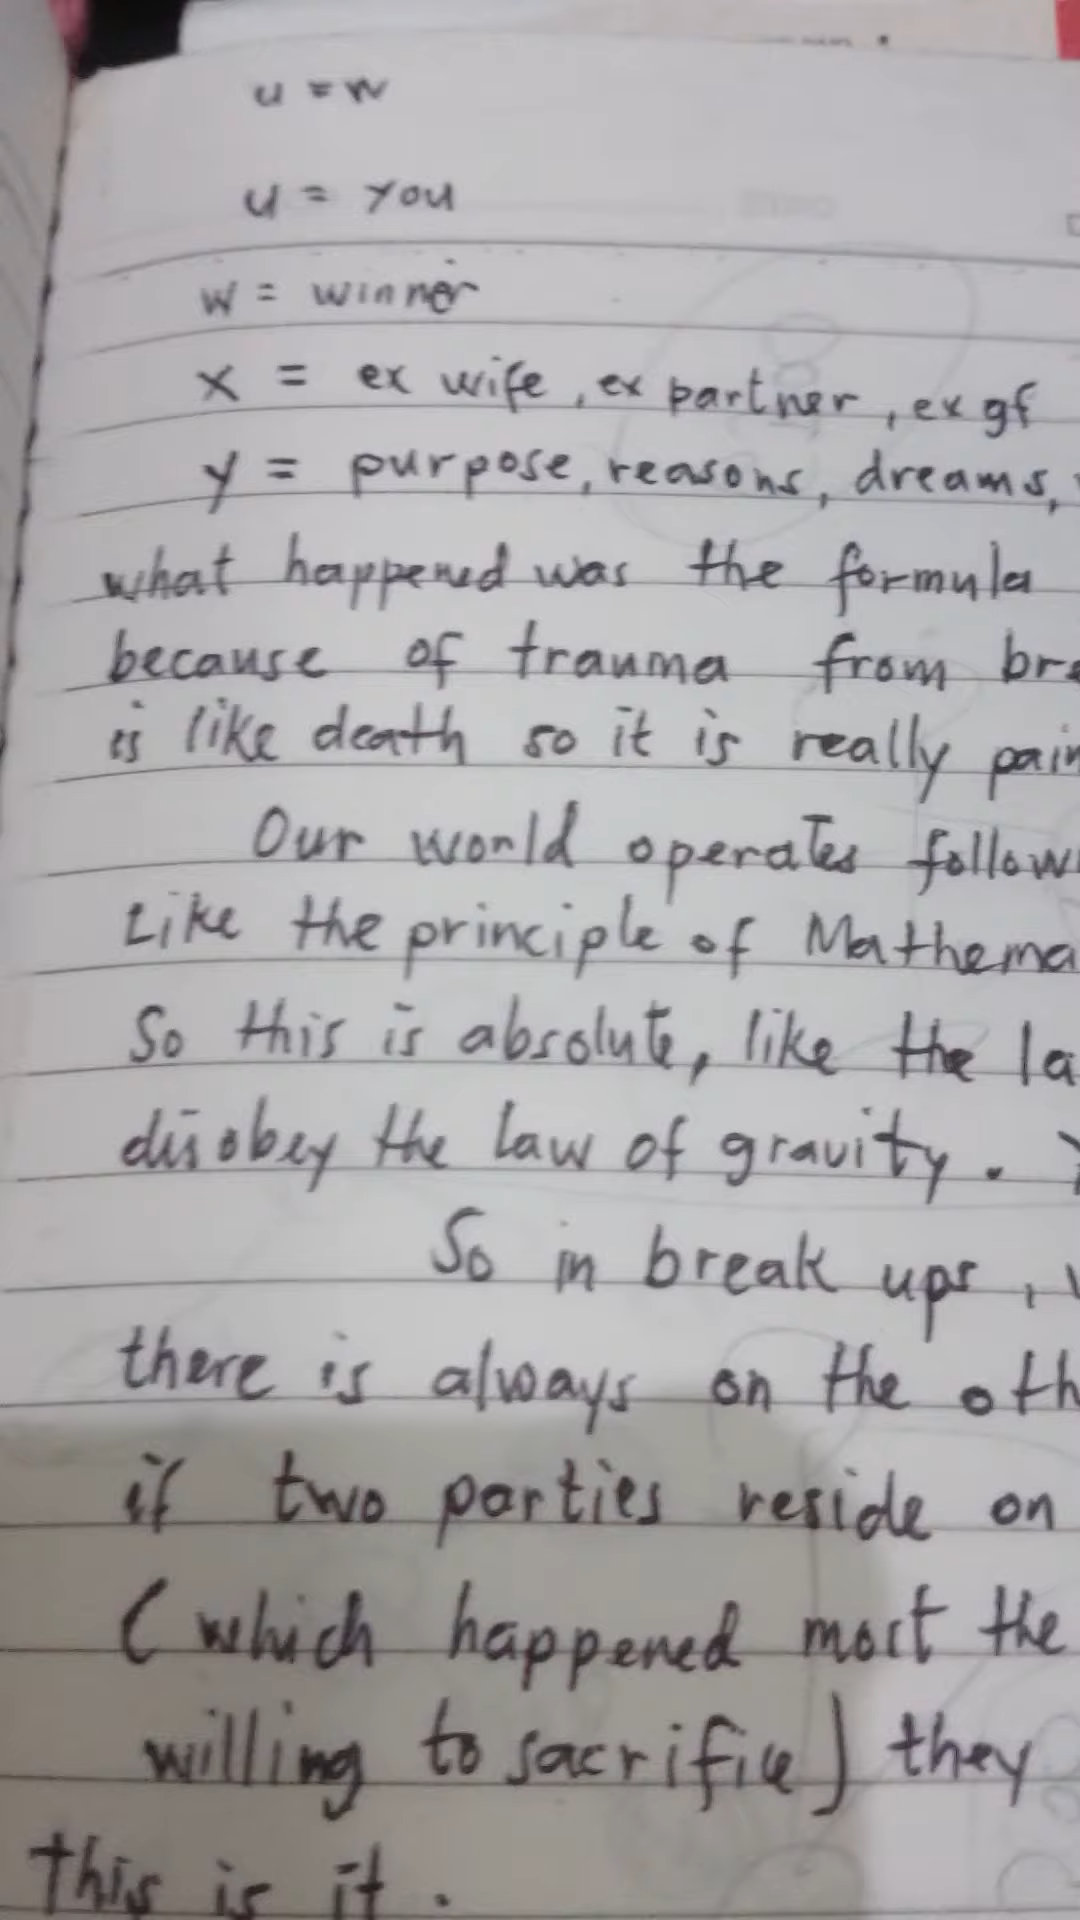 u = w
u = you
w = winner
x = ex wife, ex partner, ex gf
y = purpose, reasons, dreams,
what happened was the formula
because of trauma from
is like death so it is really
Our world operates
Like the principle of
So this is absolute, like the
disobey the law of gravity.
So in break ups,
there is always on the
if two parties reside on
(which happened most the
willing to sacrifice) they
this is it.